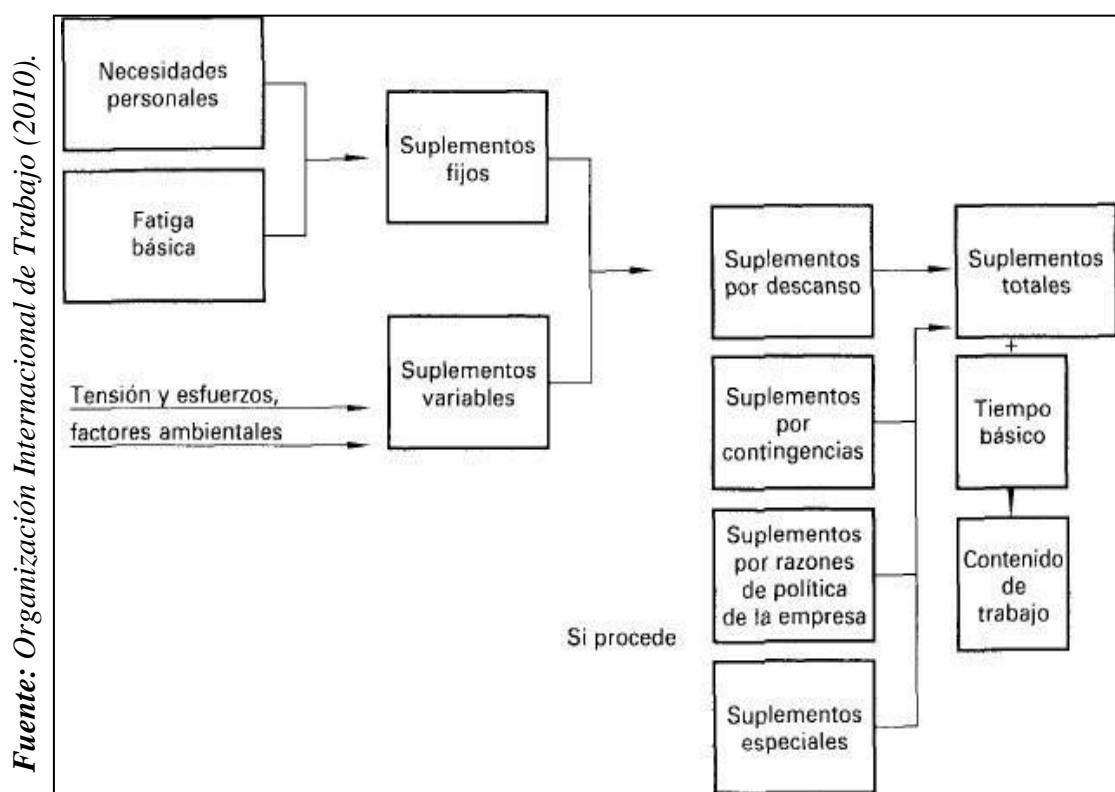 Fuente: Organización Internacional de Trabajo (2010).
Necesidades
personales
Fatiga
básica
Tensión y esfuerzos,
factores ambientales
Suplementos
fijos
Suplementos
variables
Si procede
Suplementos
por descanso
Suplementos
por
contingencias
Suplementos
por razones
de política
de la empresa
Suplementos
especiales
Suplementos
totales
+
Tiempo
básico
Contenido
de
trabajo